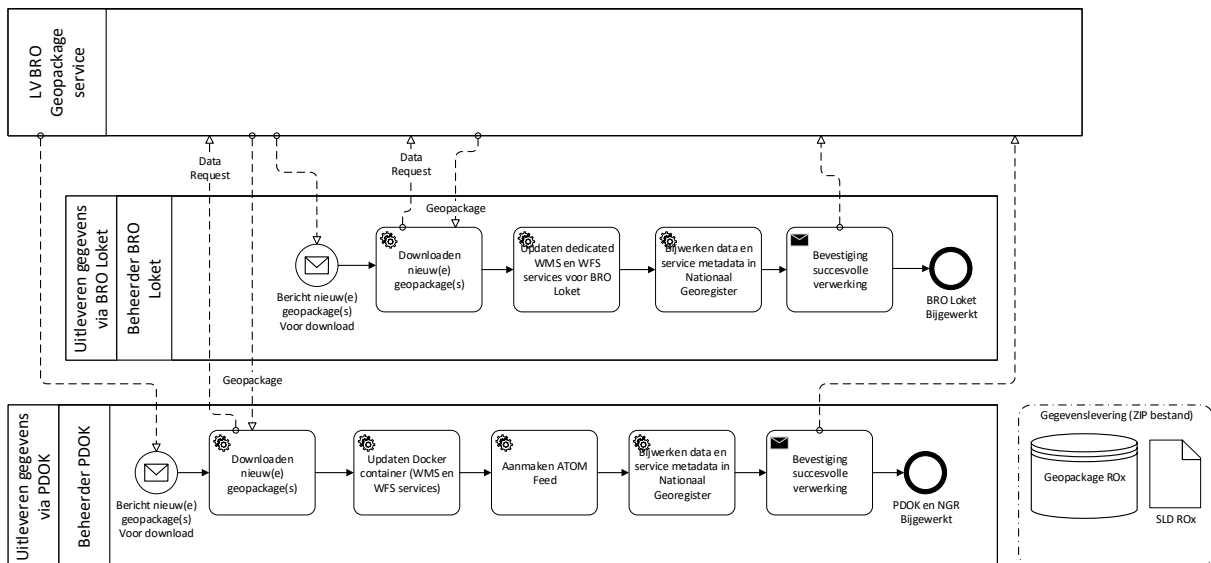 LV BRO
Geopackage
service
Data
Request
Data
Request
Geopackage
Uitleveren gegevens
via BRO Loket
Beheerder BRO
Loket
Bericht nieuw(e)
geopackage(s)
Voor download
Downloaden
nieuw(e)
geopackage(s)
Updaten dedicated
WMS en WFS
services voor BRO
Loket
Bijwerken data en
service metadata in
Nationaal
Georegister
Bevestiging
succesvolle
verwerking
BRO Loket
Bijgewerkt
Geopackage
Uitleveren gegevens
via PDOK
Beheerder PDOK
Bericht nieuw(e)
geopackage(s)
Voor download
Downloaden
nieuw(e)
geopackage(s)
Updaten Docker
container (WMS en
WFS services)
Aanmaken ATOM
Feed
Bijwerken data en
service metadata in
Nationaal
Georegister
Bevestiging
succesvolle
verwerking
PDOK en NGR
Bijgewerkt
Gegevenslevering (ZIP bestand)
Geopackage ROx
SLD ROx